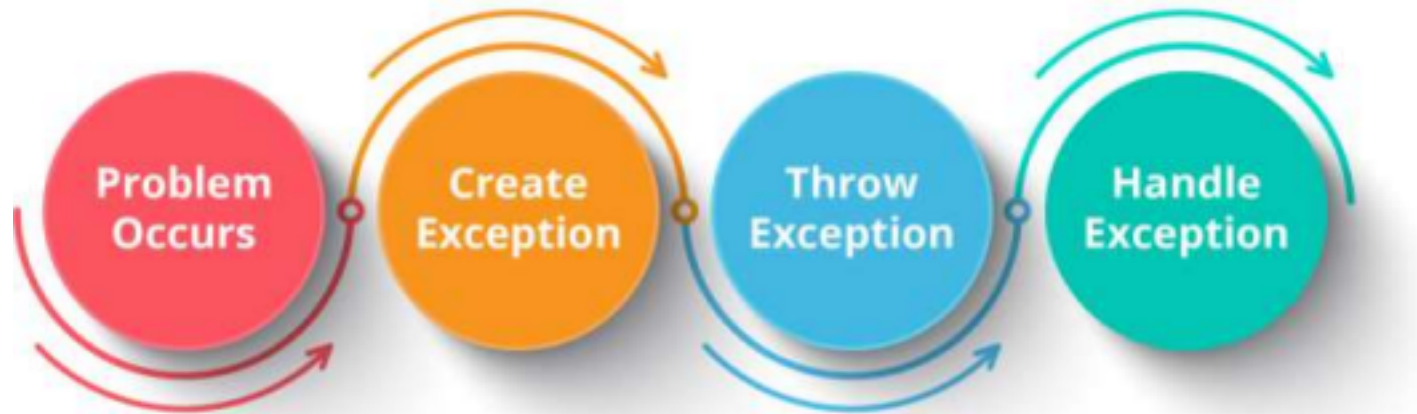 Problem
Occurs
Create
Exception
Throw
Exception
Handle
Exception